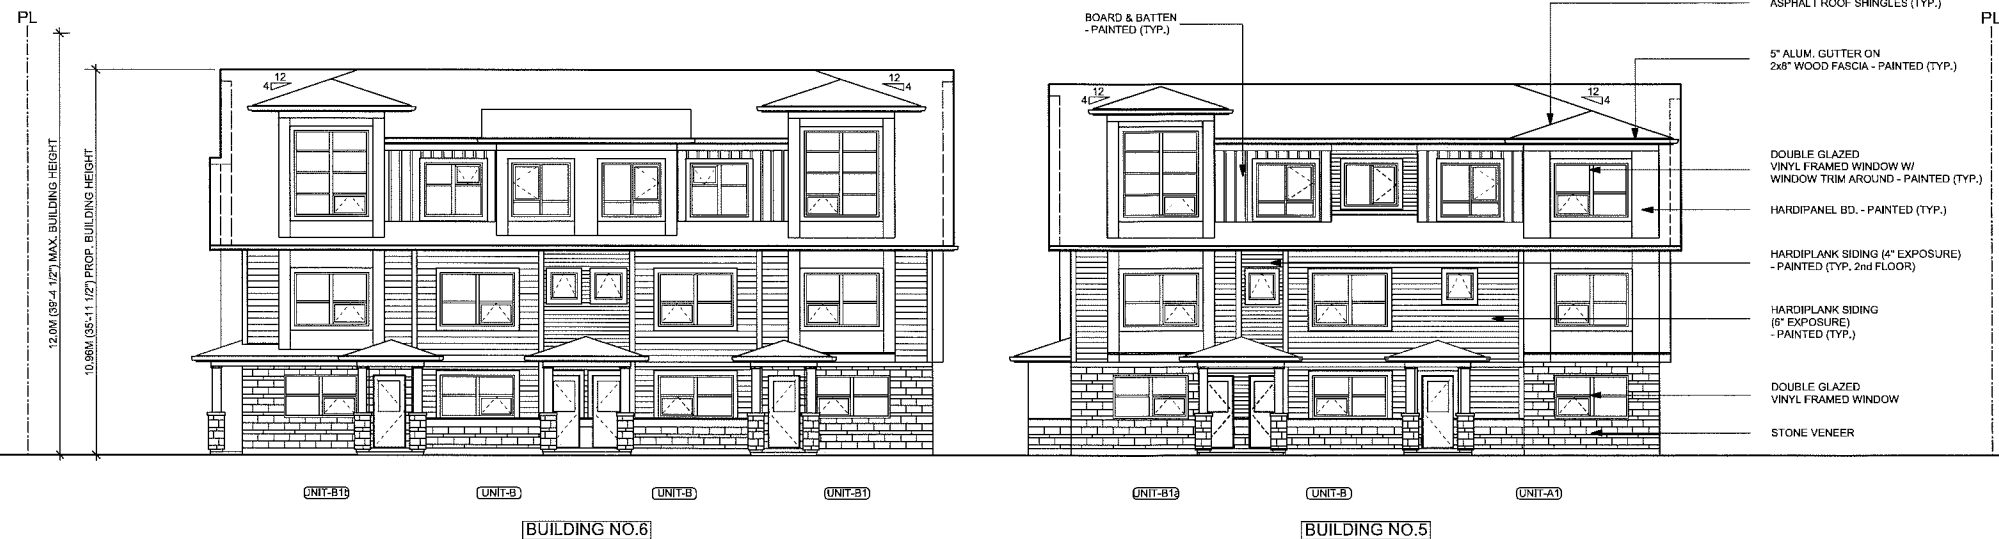 PL
BOARD & BATTEN
- PAINTED (TYP.)
ASPHALT ROOF SHINGLES (TYP.)
PL
5" ALUM. GUTTER ON
2x8" WOOD FASCIA - PAINTED (TYP.)
12
4
12
4
12
4
12
4
12.0M (39'-4 1/2") MAX. BUILDING HEIGHT
10.96M (35'-11 1/2") PROP. BUILDING HEIGHT
DOUBLE GLAZED
VINYL FRAMED WINDOW W/
WINDOW TRIM AROUND - PAINTED (TYP.)
HARDIPANEL BD. - PAINTED (TYP.)
HARDIPLANK SIDING (4" EXPOSURE)
- PAINTED (TYP. 2nd FLOOR)
HARDIPLANK SIDING
(6" EXPOSURE)
- PAINTED (TYP.)
DOUBLE GLAZED
VINYL FRAMED WINDOW
STONE VENEER
UNIT-B1b
UNIT-B
UNIT-B
UNIT-B1
UNIT-B1a
UNIT-B
UNIT-A1
BUILDING NO.6
BUILDING NO.5